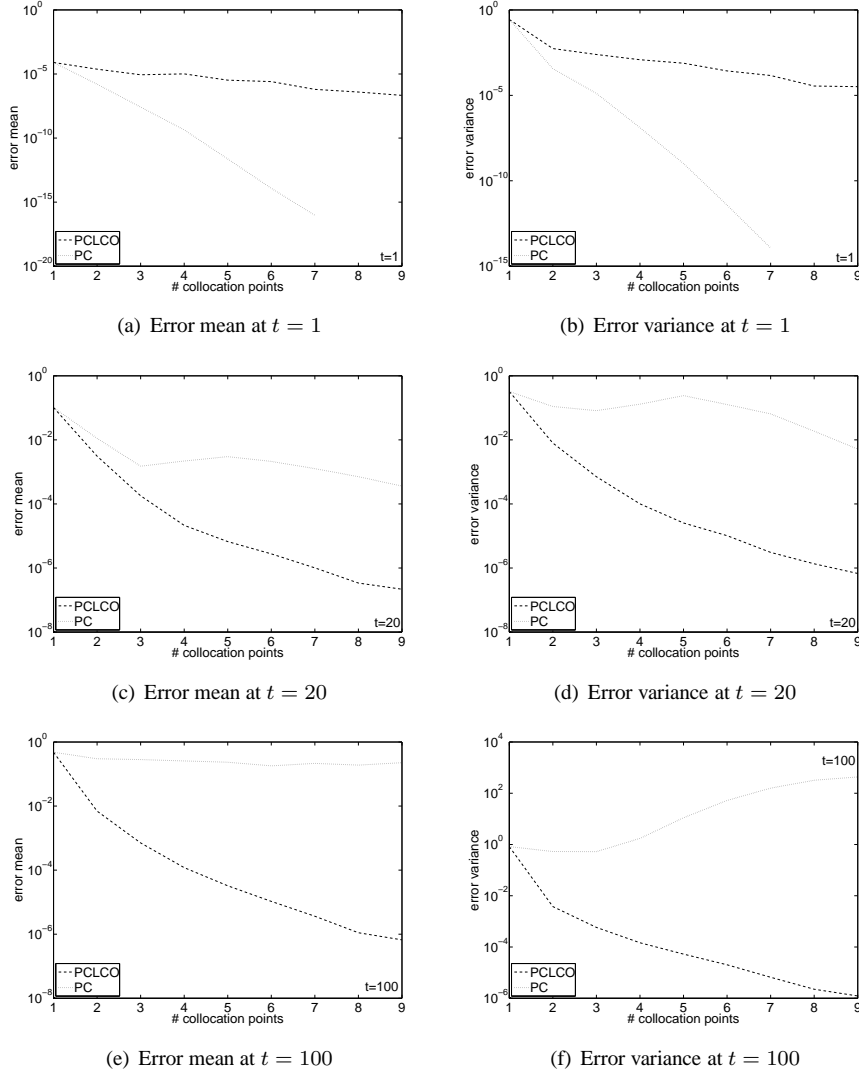 10^0
10^−5
10^−10
10^−15
10^−20
error mean
PCLCO
PC
t=1
1 2 3 4 5 6 7 8 9
# collocation points
(a) Error mean at t = 1
10^0
10^−5
10^−10
10^−15
error variance
PCLCO
PC
t=1
1 2 3 4 5 6 7 8 9
# collocation points
(b) Error variance at t = 1
10^0
10^−2
10^−4
10^−6
10^−8
error mean
PCLCO
PC
t=20
1 2 3 4 5 6 7 8 9
# collocation points
(c) Error mean at t = 20
10^0
10^−2
10^−4
10^−6
10^−8
error variance
PCLCO
PC
t=20
1 2 3 4 5 6 7 8 9
# collocation points
(d) Error variance at t = 20
10^0
10^−2
10^−4
10^−6
10^−8
error mean
PCLCO
PC
t=100
1 2 3 4 5 6 7 8 9
# collocation points
(e) Error mean at t = 100
10^4
10^2
10^0
10^−2
10^−4
10^−6
error variance
t=100
PCLCO
PC
1 2 3 4 5 6 7 8 9
# collocation points
(f) Error variance at t = 100